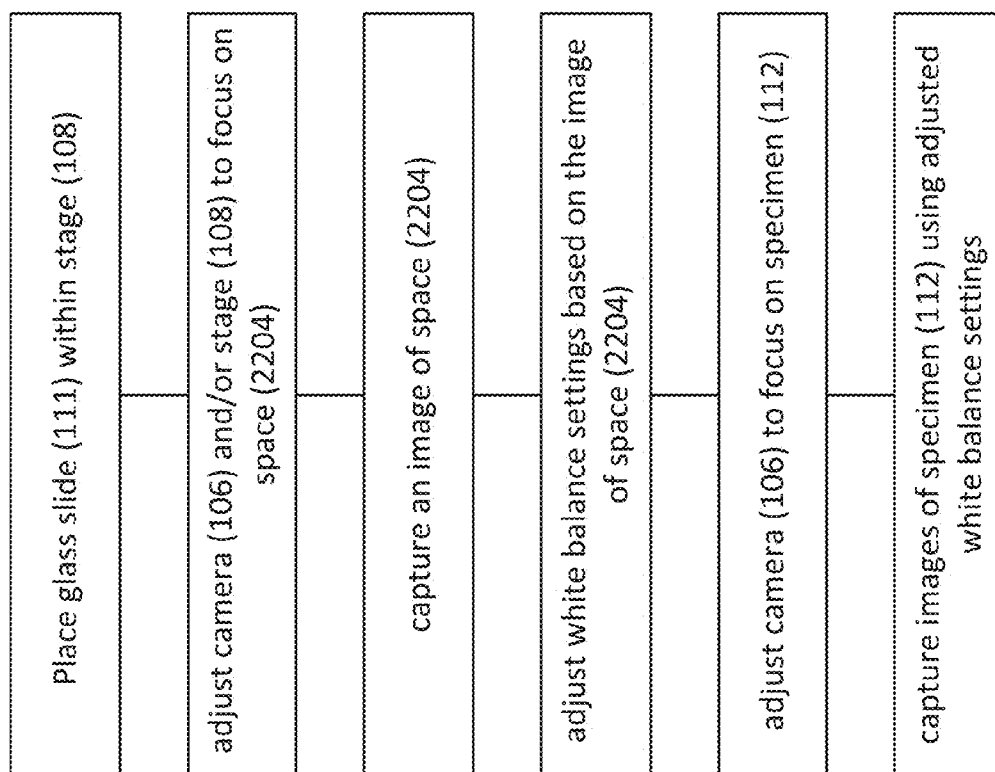 Place glass slide (111) within stage (108)
adjust camera (106) and/or stage (108) to focus on
space (2204)
capture an image of space (2204)
adjust white balance settings based on the image
of space (2204)
adjust camera (106) to focus on specimen (112)
capture images of specimen (112) using adjusted
white balance settings